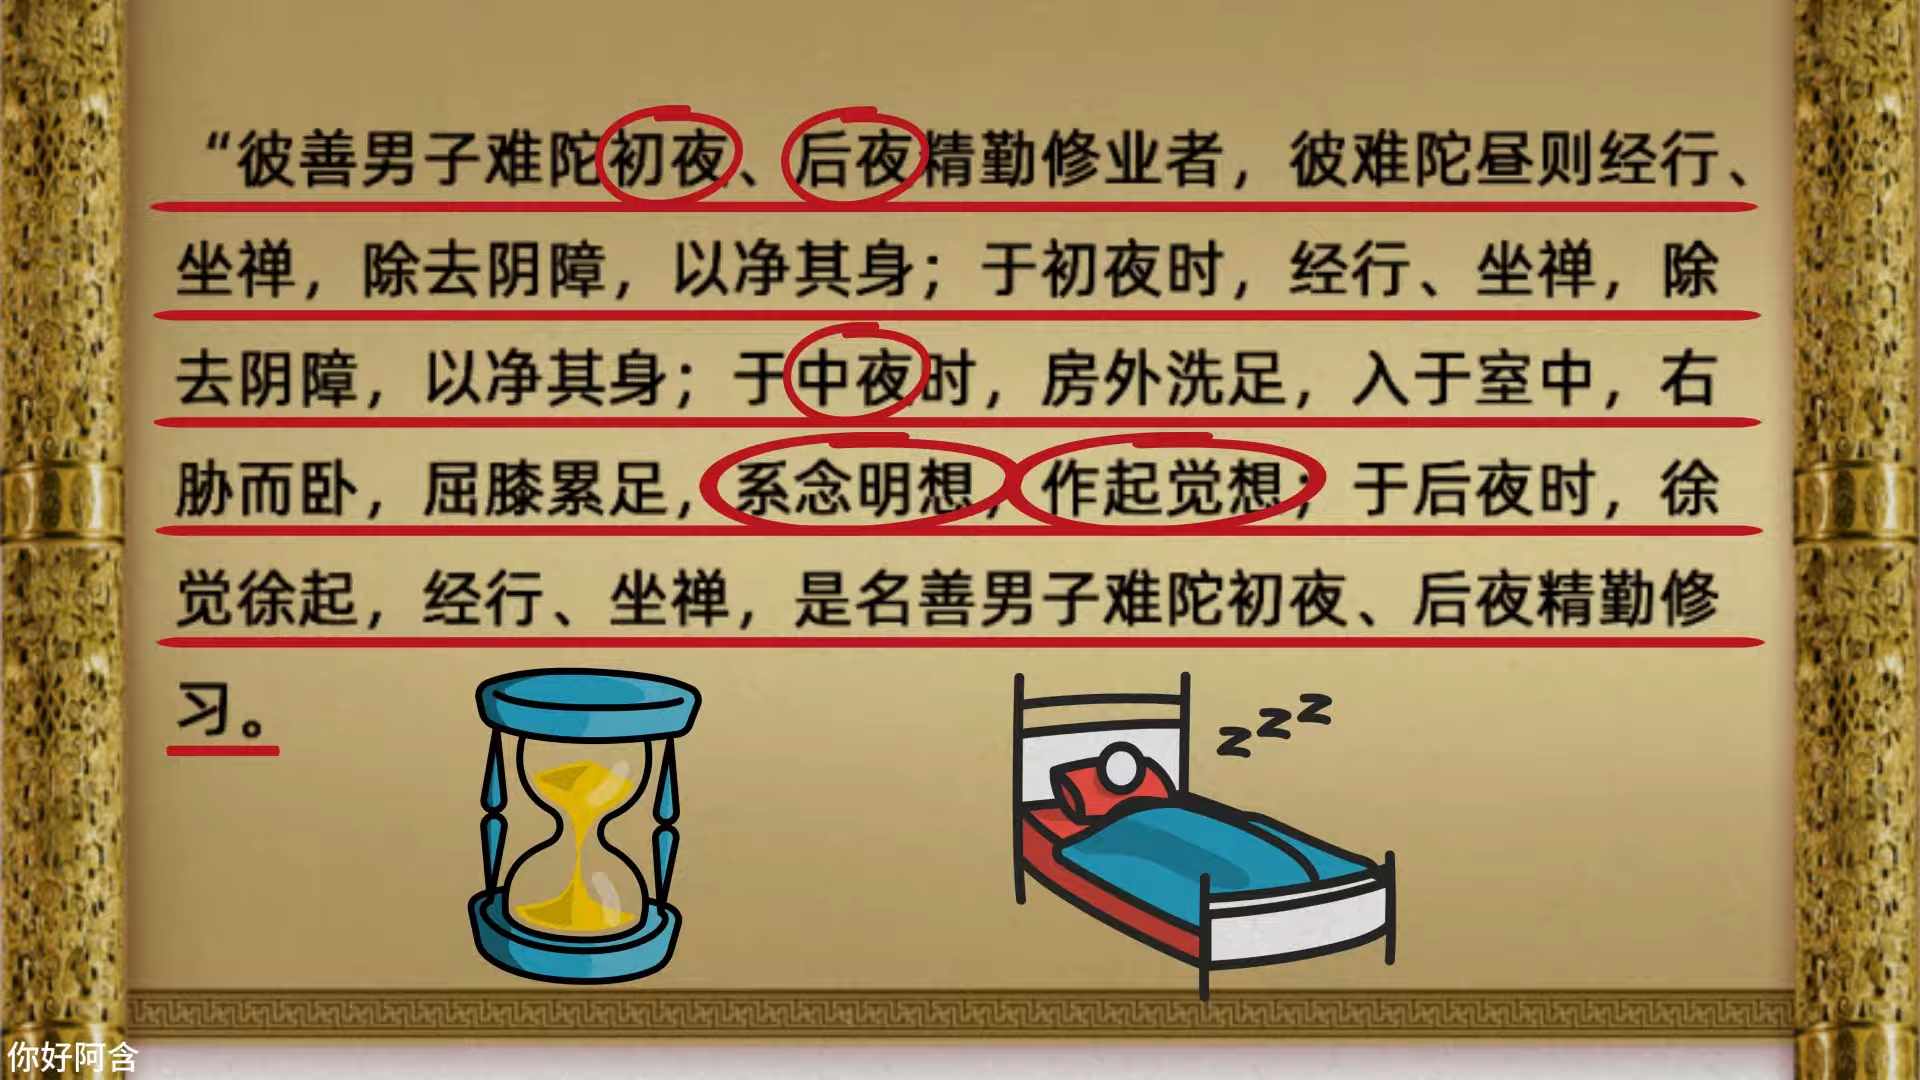 “彼善男子难陀初夜、后夜精勤修业者，彼难陀昼则经行、
坐禅，除去阴障，以净其身；于初夜时，经行、坐禅，除
去阴障，以净其身；于中夜时，房外洗足，入于室中，右
胁而卧，屈膝累足，系念明想，作起觉想；于后夜时，徐
觉徐起，经行、坐禅，是名善男子难陀初夜、后夜精勤修
习。
zzz
你好阿含